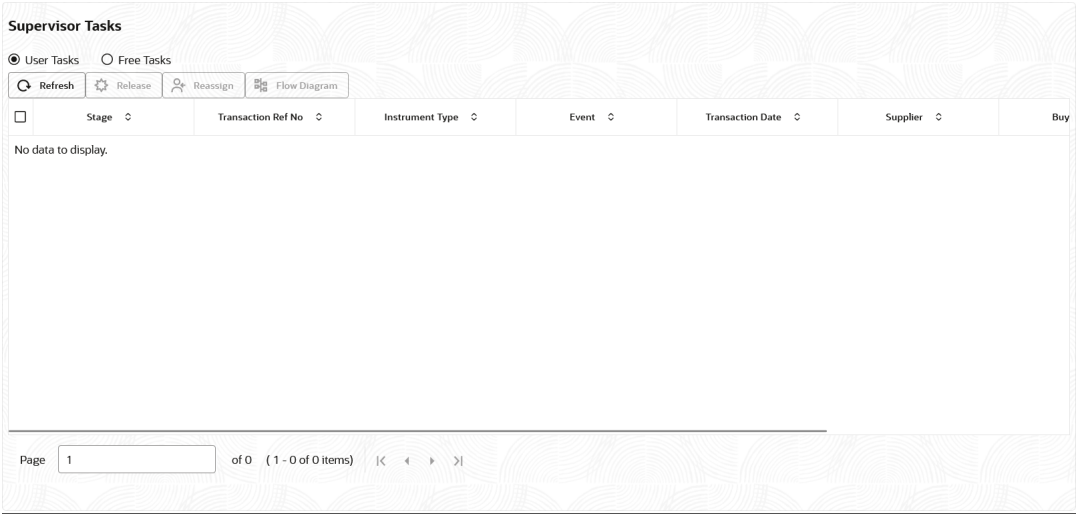 Supervisor Tasks
User Tasks Free Tasks
Refresh Release Reassign Flow Diagram
Stage Transaction Ref No Instrument Type Event Transaction Date Supplier Buy
No data to display.
Page 1 of 0 ( 1 - 0 of 0 items)